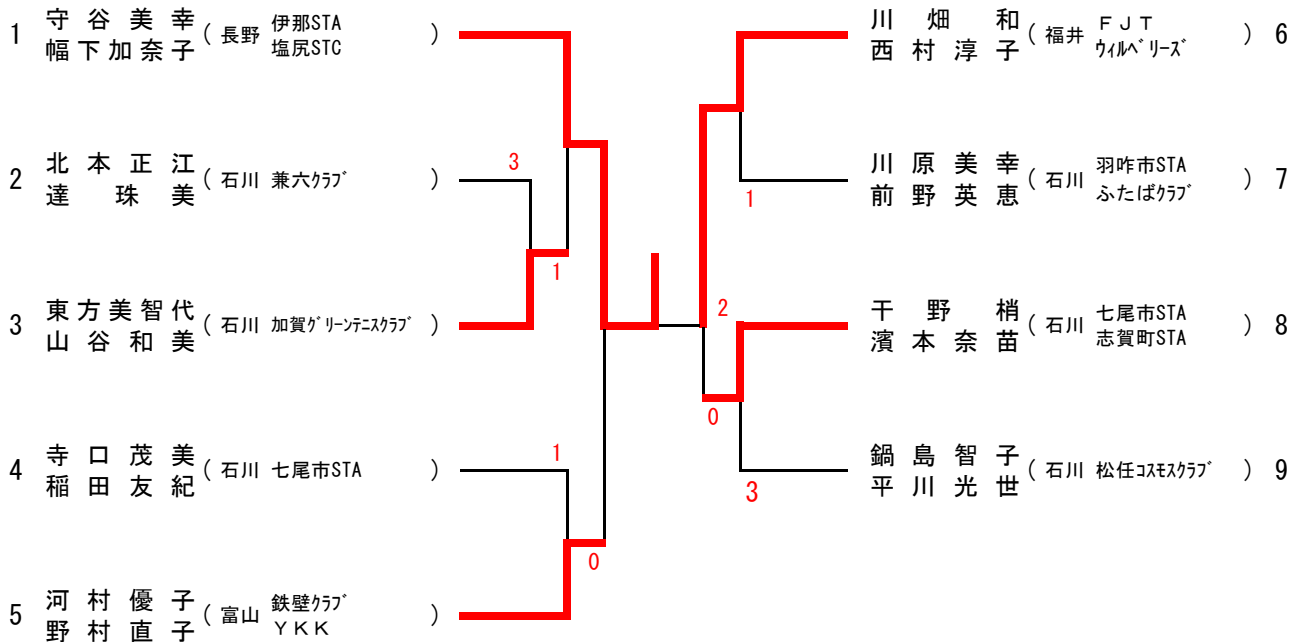 1 守谷美幸 幅下加奈子 ( 長野 伊那STA 塩尻STC )
2 北本正江 達珠美 ( 石川 兼六ｸﾗﾌﾞ )
3 東方美智代 山谷和美 ( 石川 加賀ｸﾞﾘｰﾝﾃﾆｽｸﾗﾌﾞ )
4 寺口茂美 稲田友紀 ( 石川 七尾市STA )
5 河村優子 野村直子 ( 富山 鉄壁ｸﾗﾌﾞ ＹＫＫ )
3
1
1
0
川畑和 西村淳子 ( 福井 ＦＪＴ ｳｨﾙﾍﾞﾘｰｽﾞ ) 6
川原美幸 前野英恵 ( 石川 羽咋市STA ふたばｸﾗﾌﾞ ) 7
干野梢 濱本奈苗 ( 石川 七尾市STA 志賀町STA ) 8
鍋島智子 平川光世 ( 石川 松任ｺｽﾓｽｸﾗﾌﾞ ) 9
1
2
0
3